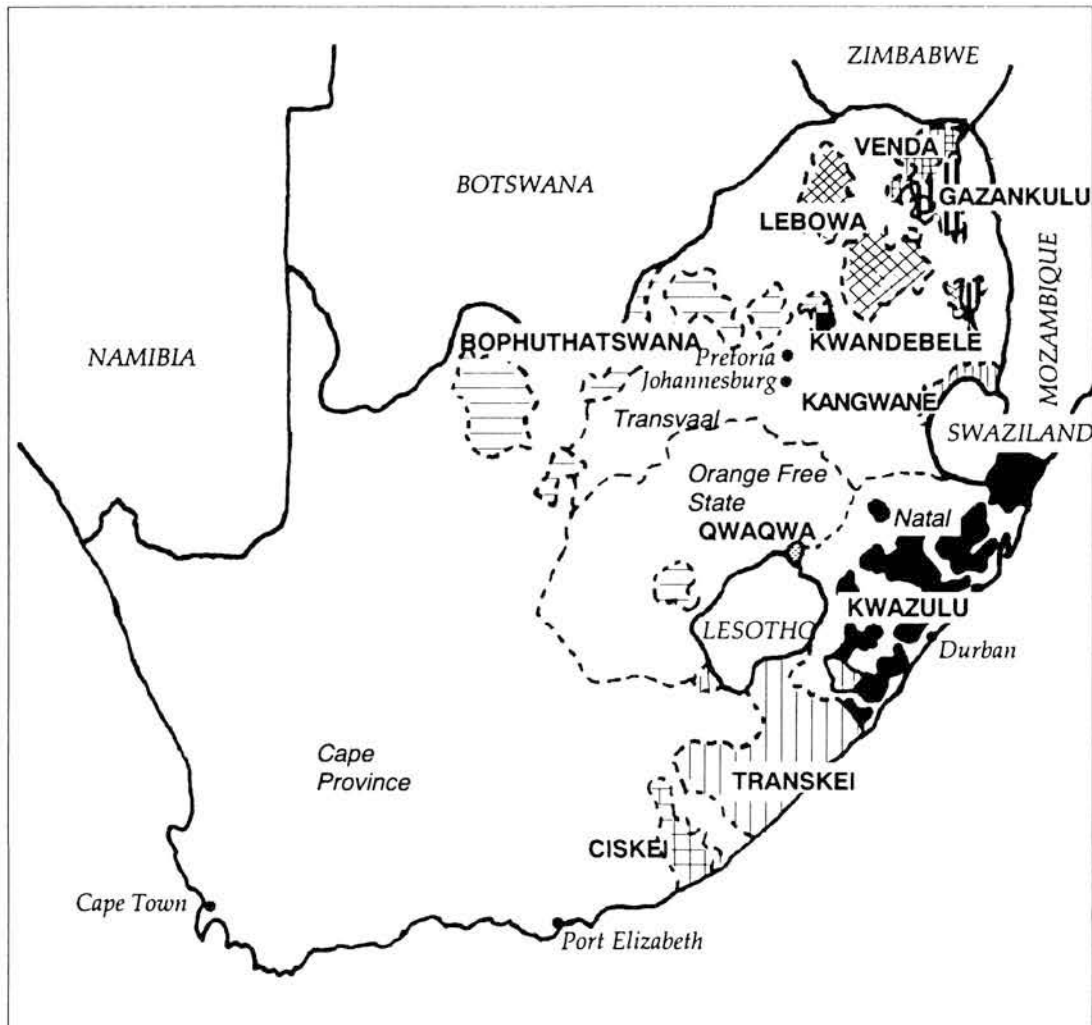 ZIMBABWE
VENDA
BOTSWANA
GAZANKULU
LEBOWA
MOZAMBIQUE
BOPHUTHATSWANA
KWANDEBELE
NAMIBIA
Pretoria
Johannesburg
KANGWANE
Transvaal
SWAZILAND
Orange Free
State
Natal
QWAQWA
KWAZULU
LESOTHO
Durban
Cape
Province
TRANSKEI
CISKEI
Cape Town
Port Elizabeth